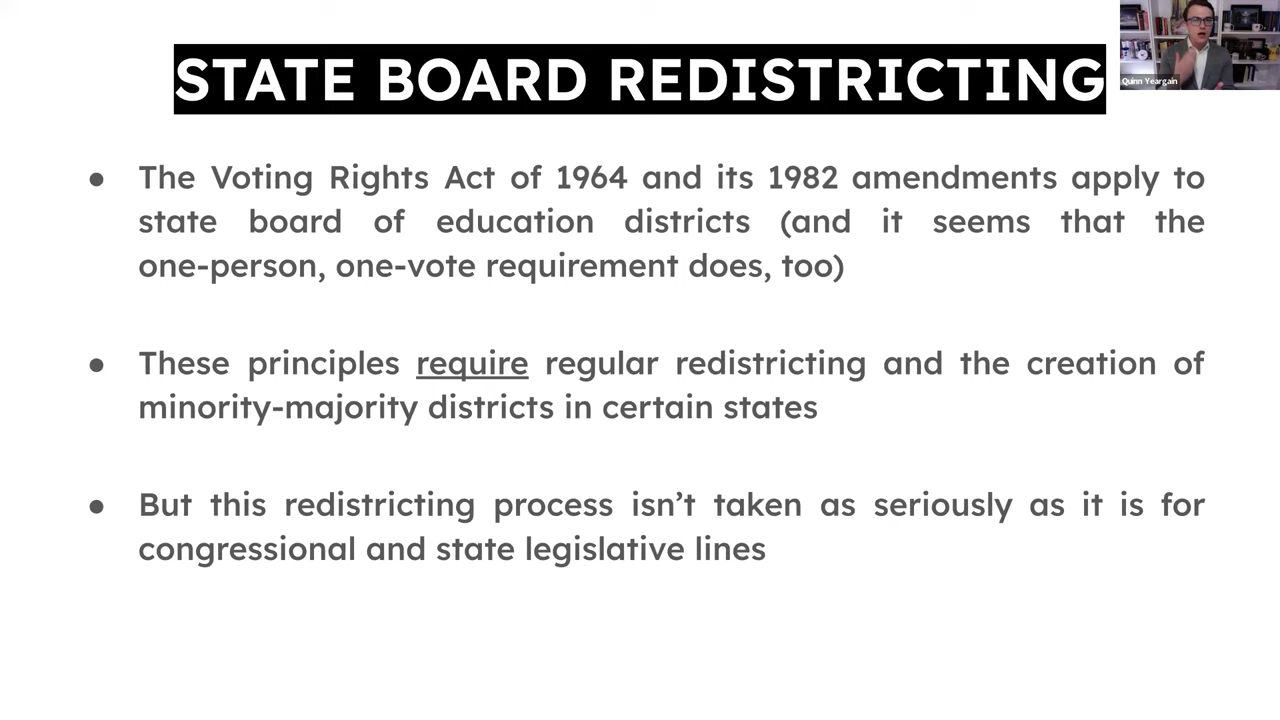 STATE BOARD REDISTRICTING
Quinn Yeargain
● The Voting Rights Act of 1964 and its 1982 amendments apply to
state board of education districts (and it seems that the
one-person, one-vote requirement does, too)
● These principles require regular redistricting and the creation of
minority-majority districts in certain states
● But this redistricting process isn’t taken as seriously as it is for
congressional and state legislative lines